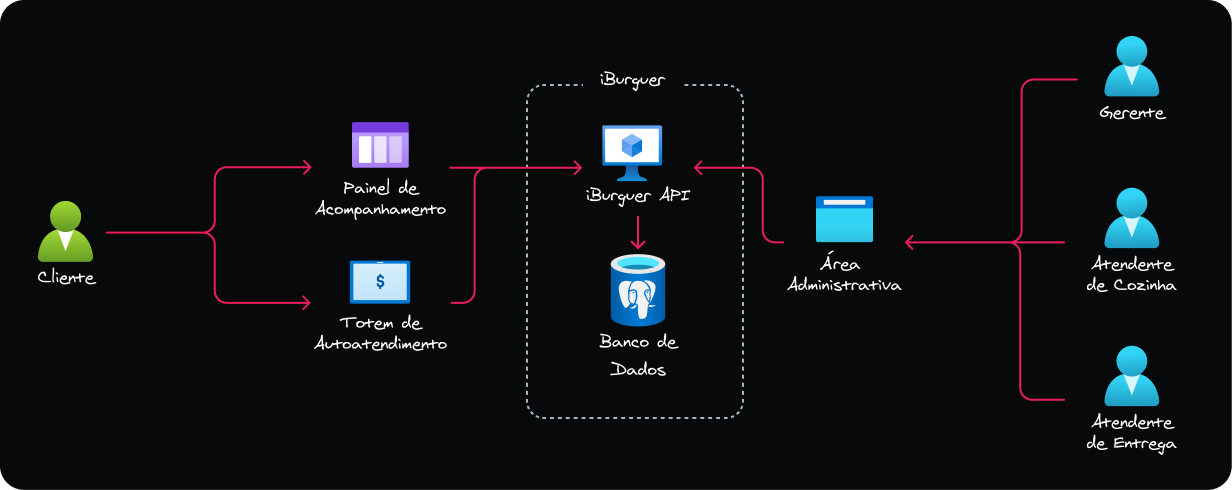 iBurguer
Gerente
Painel de
Acompanhamento
iBurguer API
Cliente
$
Totem de
Autoatendimento
Banco de
Dados
Área
Administrativa
Atendente
de Cozinha
Atendente
de Entrega